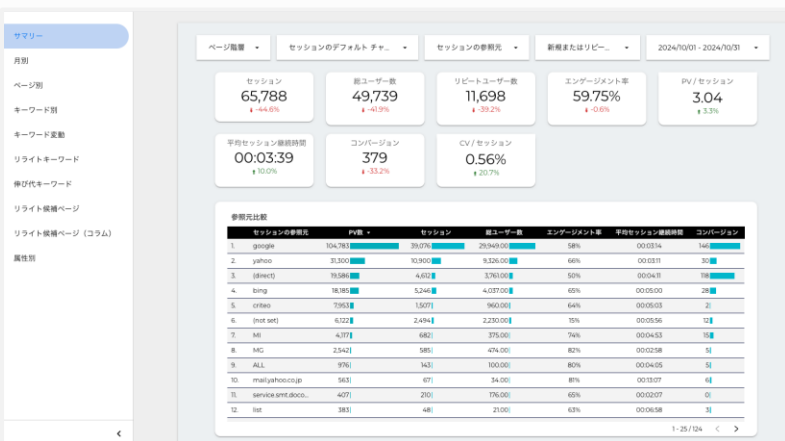 サマリー
月別
ページ別
キーワード別
キーワード変動
リライトキーワード
伸び代キーワード
リライト候補ページ
リライト候補ページ（コラム）
属性別
ページ階層
セッションのデフォルト チャ...
セッションの参照元
新規またはリピー...
2024/10/01 - 2024/10/31
セッション
65,788
-44.6%
総ユーザー数
49,739
-41.9%
リピートユーザー数
11,698
-39.2%
エンゲージメント率
59.75%
-0.6%
PV / セッション
3.04
3.3%
平均セッション継続時間
00:03:39
10.0%
コンバージョン
379
-33.2%
CV / セッション
0.56%
20.7%
参照元比較
セッションの参照元 PV数 セッション 総ユーザー数 エンゲージメント率 平均セッション継続時間 コンバージョン
1. google 104,783 39,076 29,949.00 58% 00:03:14 146
2. yahoo 31,300 10,900 9,326.00 66% 00:03:11 30
3. (direct) 19,586 4,612 3,761.00 50% 00:04:11 118
4. bing 18,185 5,246 4,037.00 65% 00:05:00 28
5. criteo 7,953 1,507 960.00 64% 00:05:03 2
6. (not set) 6,122 2,494 2,230.00 15% 00:05:56 12
7. MI 4,117 682 375.00 74% 00:04:53 15
8. MG 2,542 585 474.00 82% 00:02:58 5
9. ALL 976 143 100.00 80% 00:04:05 5
10. mail.yahoo.co.jp 563 67 34.00 81% 00:13:07 6
11. service.smt.doco... 407 210 176.00 65% 00:02:07 0
12. list 383 48 21.00 63% 00:06:58 3
1 - 25 / 124